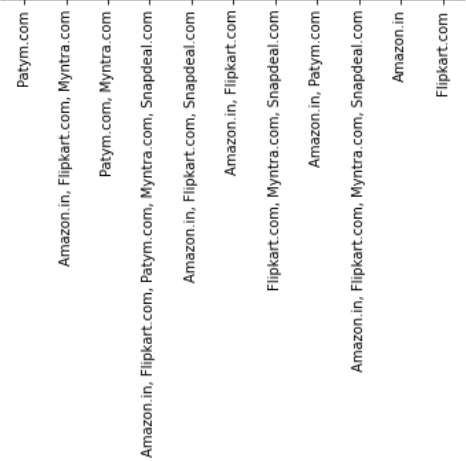 Patym.com
Amazon.in, Flipkart.com, Myntra.com
Patym.com, Myntra.com
Amazon.in, Flipkart.com, Patym.com, Myntra.com, Snapdeal.com
Amazon.in, Flipkart.com, Snapdeal.com
Amazon.in, Flipkart.com
Flipkart.com, Myntra.com, Snapdeal.com
Amazon.in, Patym.com
Amazon.in, Flipkart.com, Myntra.com, Snapdeal.com
Amazon.in
Flipkart.com